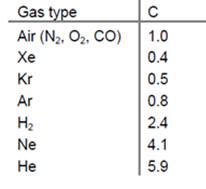 Gas type C
Air (N₂, O₂, CO) 1.0
Xe 0.4
Kr 0.5
Ar 0.8
H₂ 2.4
Ne 4.1
He 5.9